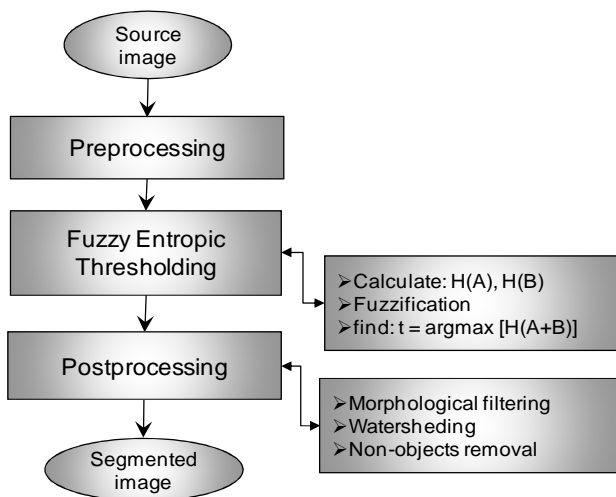 Source
image
Preprocessing
Fuzzy Entropic
Thresholding
➢Calculate: H(A), H(B)
➢Fuzzification
➢find: t = argmax [H(A+B)]
Postprocessing
➢Morphological filtering
➢Watersheding
➢Non-objects removal
Segmented
image